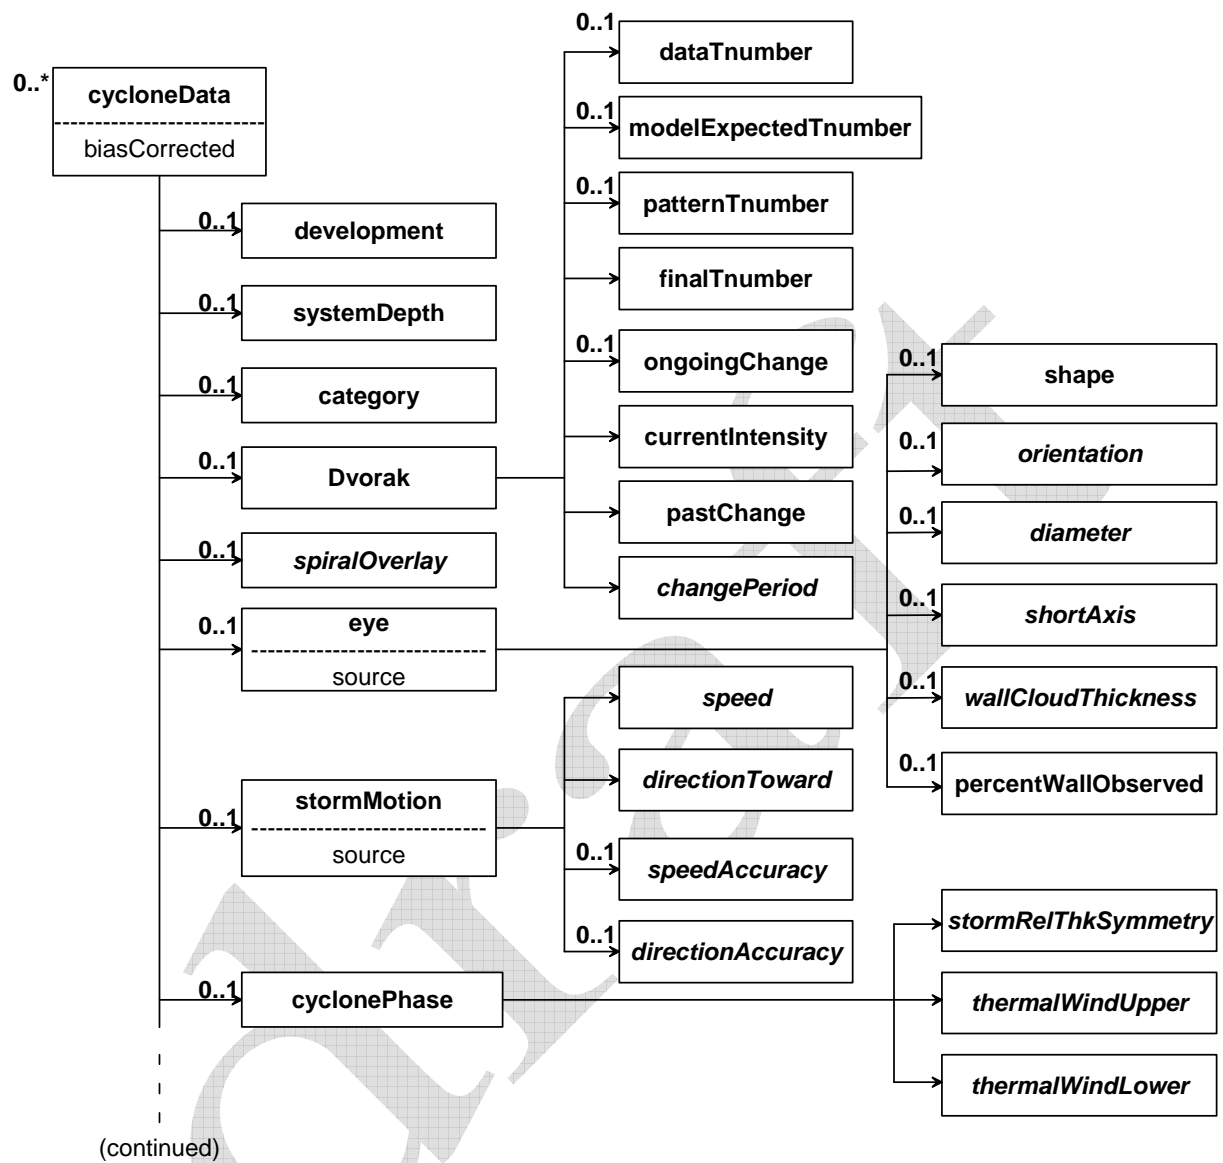 0..*
cycloneData
biasCorrected
0..1
development
0..1
systemDepth
0..1
category
0..1
Dvorak
0..1
spiralOverlay
0..1
eye
source
0..1
stormMotion
source
0..1
cyclonePhase
(continued)
0..1
dataTnumber
0..1
modelExpectedTnumber
0..1
patternTnumber
finalTnumber
0..1
ongoingChange
currentIntensity
pastChange
changePeriod
speed
directionToward
0..1
speedAccuracy
0..1
directionAccuracy
0..1
shape
0..1
orientation
0..1
diameter
0..1
shortAxis
0..1
wallCloudThickness
0..1
percentWallObserved
stormRelThkSymmetry
thermalWindUpper
thermalWindLower
draft